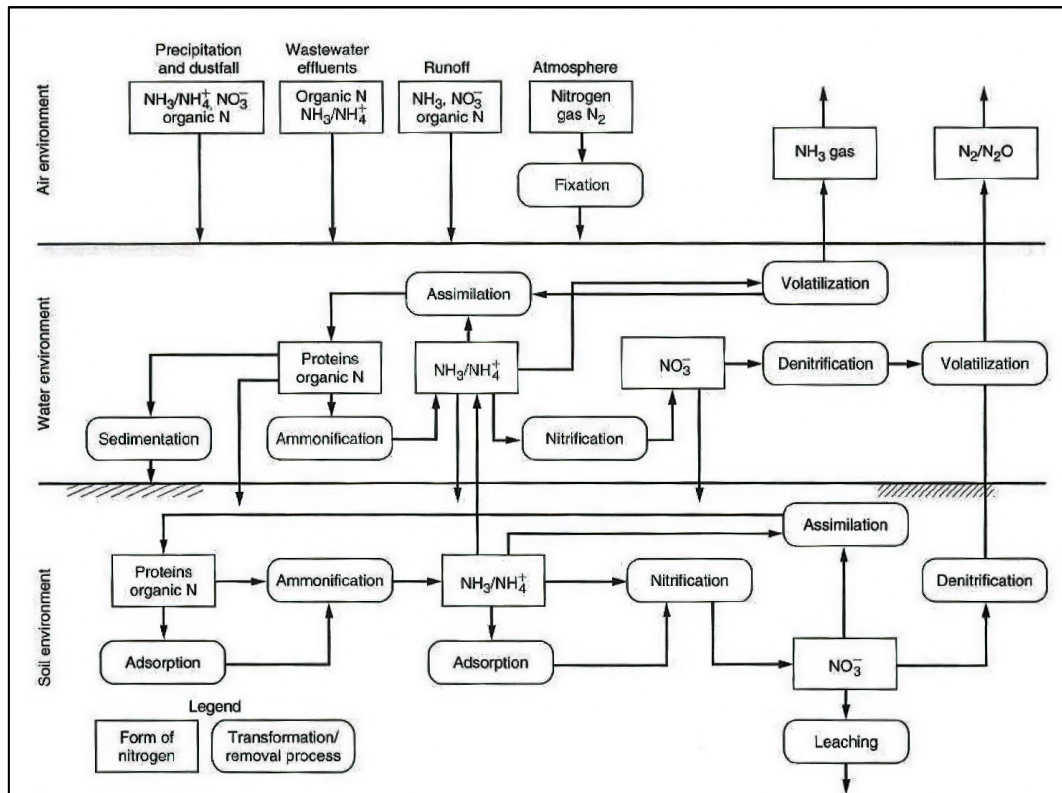 Precipitation
and dustfall
Wastewater
effluents
Runoff
Atmosphere
NH₃/NH₄⁺, NO₃⁻
organic N
Organic N
NH₃/NH₄⁺
NH₃, NO₃⁻
organic N
Nitrogen
gas N₂
Fixation
NH₃ gas
N₂/N₂O
Air environment
Assimilation
Volatilization
Proteins
organic N
NH₃/NH₄⁺
NO₃⁻
Denitrification
Volatilization
Sedimentation
Ammonification
Nitrification
Water environment
Assimilation
Proteins
organic N
Ammonification
NH₃/NH₄⁺
Nitrification
Denitrification
Adsorption
Adsorption
NO₃⁻
Leaching
Soil environment
Legend
Form of
nitrogen
Transformation/
removal process